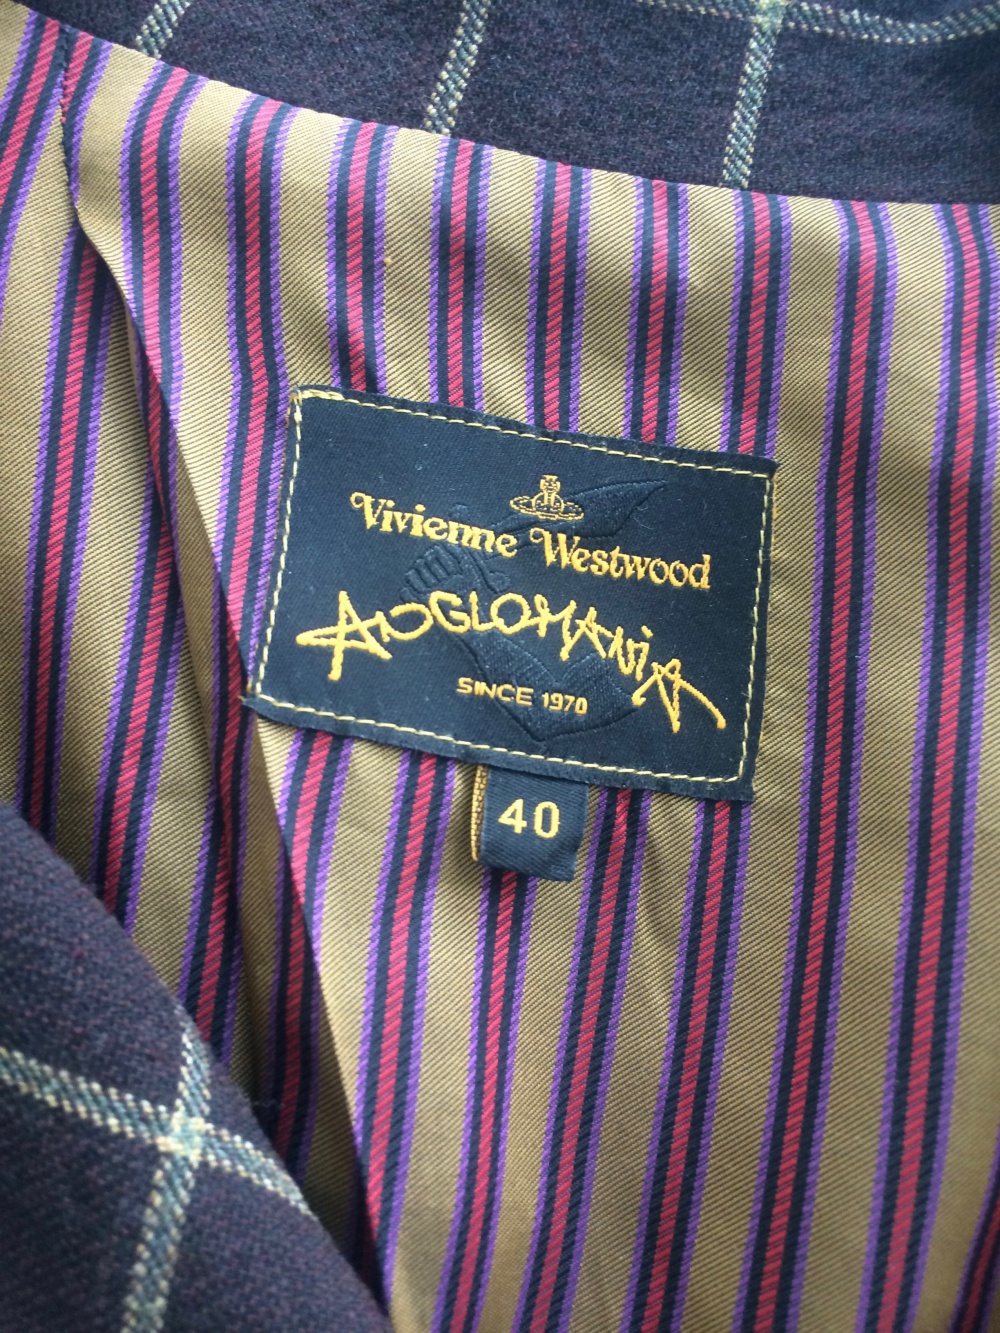 Vivienne Westwood
ANGLOMANIA
SINCE 1970
40